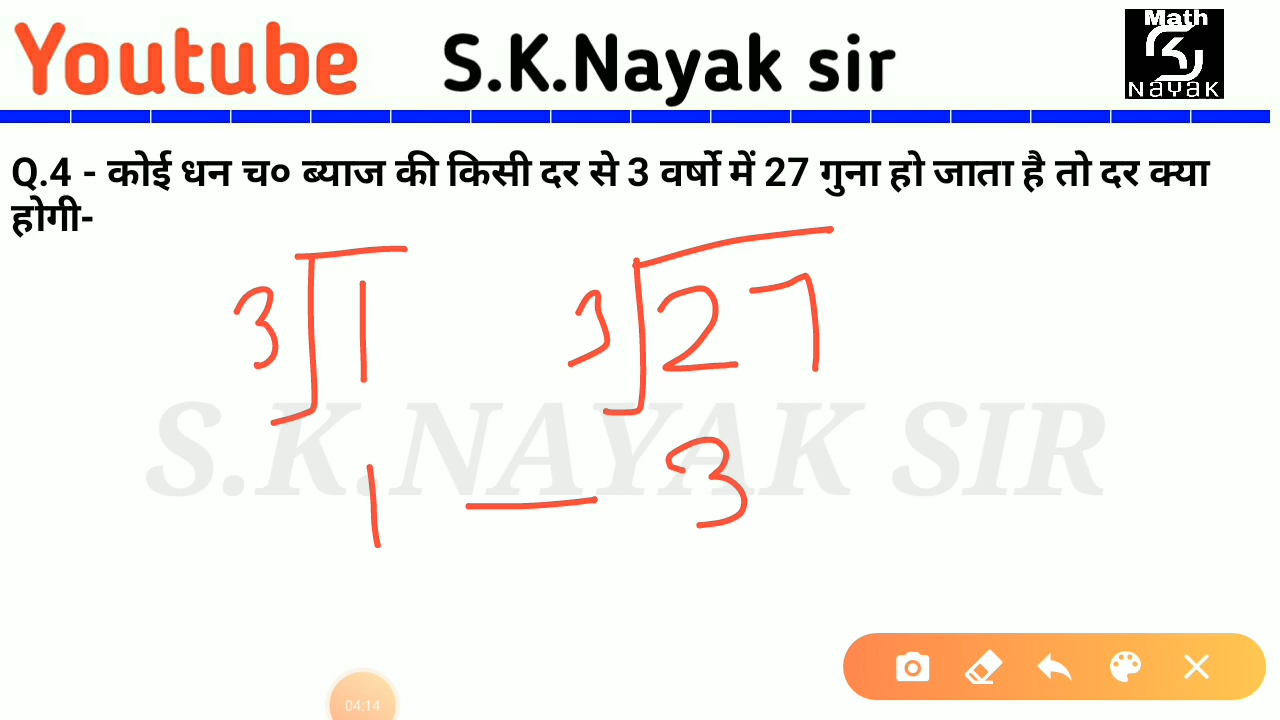 Youtube S.K.Nayak sir
Math
NAYAK
Q.4 - कोई धन च० ब्याज की किसी दर से 3 वर्षो में 27 गुना हो जाता है तो दर क्या
होगी-
3√1 3√27
S.K.NAYAK SIR
1 — 3
04:14